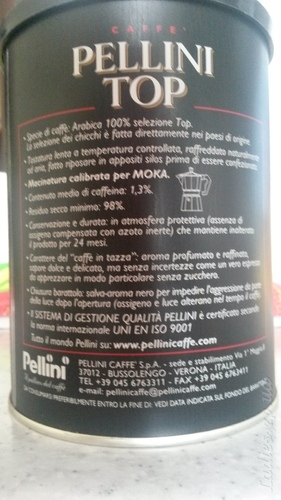 CAFFE'
PELLINI
TOP
• Specie di caffè: Arabica 100% selezione Top.
La selezione dei chicchi è fatta direttamente nei paesi di origine.
• Tostatura lenta a temperatura controllata, raffreddato naturalmente
ad aria, fatto riposare in appositi silos prima di essere confezionato.
• Macinatura calibrata per MOKA.
• Contenuto medio di caffeina: 1,3%.
• Residuo secco minimo: 98%.
• Conservazione e durata: in atmosfera protettiva (assenza di
ossigeno compensata con azoto inerte) che mantiene inalterato
il prodotto per 24 mesi.
• Carattere del "caffè in tazza": aroma profumato e raffinato,
sapore dolce e delicato, ma senza incertezze come un vero espresso
da apprezzare in modo particolare senza zucchero.
• Chiusura barattolo: salva-aroma nero per impedire l'aggressione da parte
della luce dopo l'apertura (ossigeno e luce alterano nel tempo il caffè).
• Il SISTEMA DI GESTIONE QUALITÀ PELLINI è certificato secondo
la norma internazionale UNI EN ISO 9001
Tutto il mondo Pellini su: www.pellinicaffe.com
Pellini
PELLINI CAFFE' S.p.A. - sede e stabilimento Via 1°
37012 - BUSSOLENGO - VERONA - ITALIA
TEL +39 045 6763311 - FAX +39 045 6763411
e-mail: pellinicaffe@pellinicaffe.com
DA CONSUMARSI PREFERIBILMENTE ENTRO LA FINE DI: VEDI DATA INDICATA SUL FONDO DEL